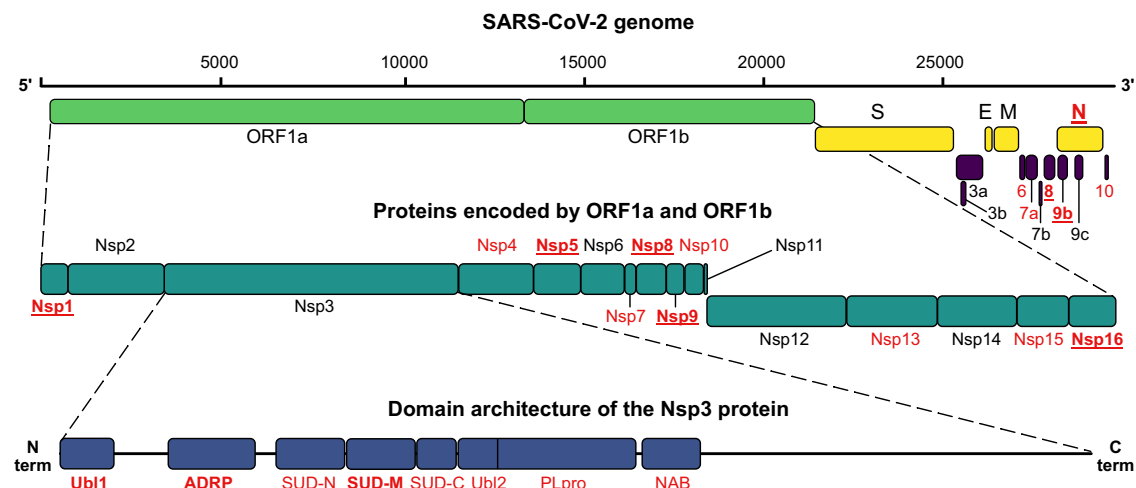 SARS-CoV-2 genome
5000 10000 15000 20000 25000
5' 3'
S E M N
ORF1a ORF1b
3a 6 8 10
3b 7a 9b
7b 9c
Proteins encoded by ORF1a and ORF1b
Nsp2 Nsp4 Nsp5 Nsp6 Nsp8 Nsp10 Nsp11
Nsp1 Nsp3 Nsp7 Nsp9
Nsp12 Nsp13 Nsp14 Nsp15 Nsp16
Domain architecture of the Nsp3 protein
N C
term term
Ubl1 ADRP SUD-N SUD-M SUD-C Ubl2 PLpro NAB